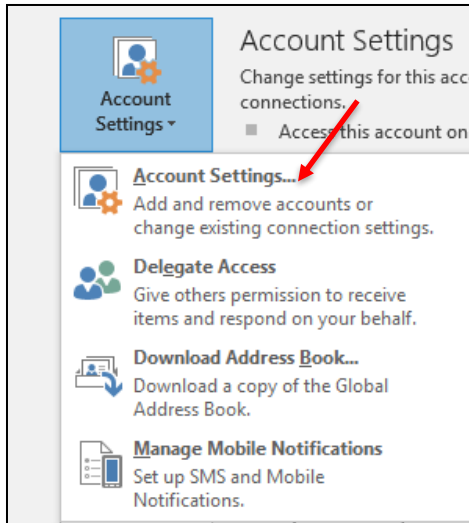 Account
Settings
Account Settings
Change settings for this acc
connections.
Access this account on
Account Settings...
Add and remove accounts or
change existing connection settings.
Delegate Access
Give others permission to receive
items and respond on your behalf.
Download Address Book...
Download a copy of the Global
Address Book.
Manage Mobile Notifications
Set up SMS and Mobile
Notifications.